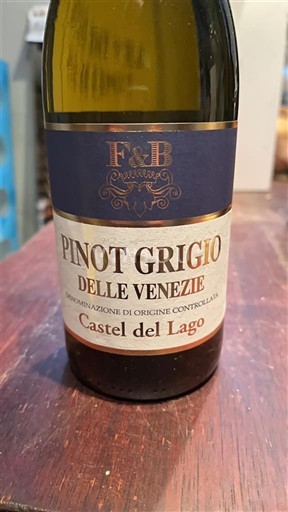 F&B
PINOT GRIGIO
DELLE VENEZIE
DENOMINAZIONE DI ORIGINE CONTROLLATA
Castel del Lago